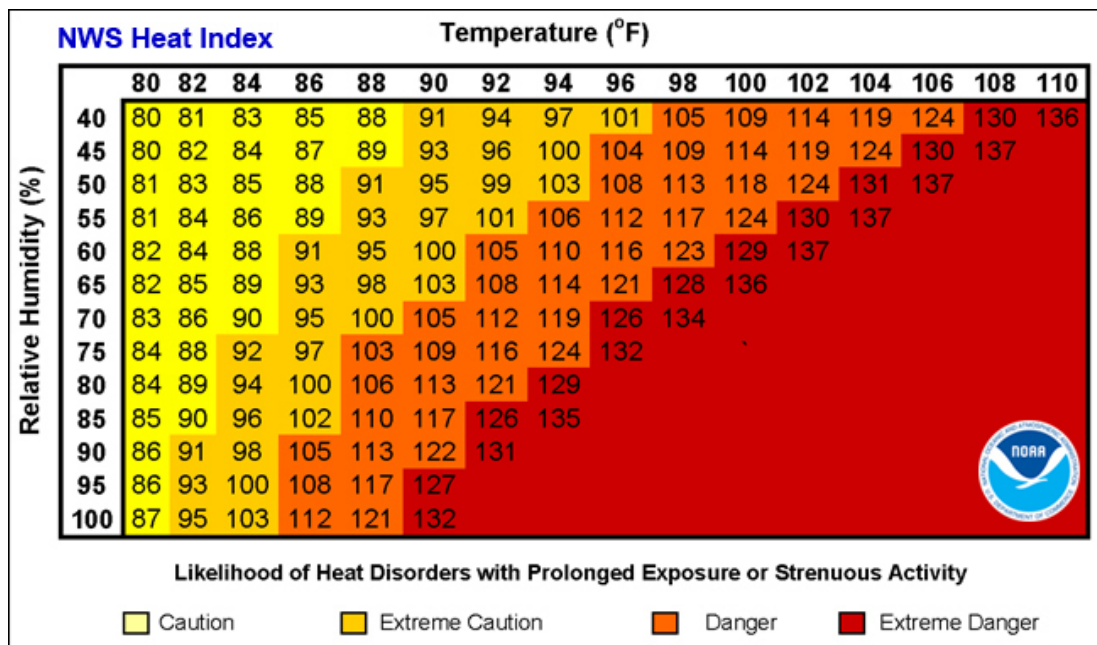 NWS Heat Index Temperature (°F)
80 82 84 86 88 90 92 94 96 98 100 102 104 106 108 110
Relative Humidity (%)
40 80 81 83 85 88 91 94 97 101 105 109 114 119 124 130 136
45 80 82 84 87 89 93 96 100 104 109 114 119 124 130 137
50 81 83 85 88 91 95 99 103 108 113 118 124 131 137
55 81 84 86 89 93 97 101 106 112 117 124 130 137
60 82 84 88 91 95 100 105 110 116 123 129 137
65 82 85 89 93 98 103 108 114 121 128 136
70 83 86 90 95 100 105 112 119 126 134
75 84 88 92 97 103 109 116 124 132
80 84 89 94 100 106 113 121 129
85 85 90 96 102 110 117 126 135
90 86 91 98 105 113 122 131
95 86 93 100 108 117 127
100 87 95 103 112 121 132
NOAA
NATIONAL OCEANIC AND ATMOSPHERIC ADMINISTRATION
U.S. DEPARTMENT OF COMMERCE
Likelihood of Heat Disorders with Prolonged Exposure or Strenuous Activity
Caution Extreme Caution Danger Extreme Danger